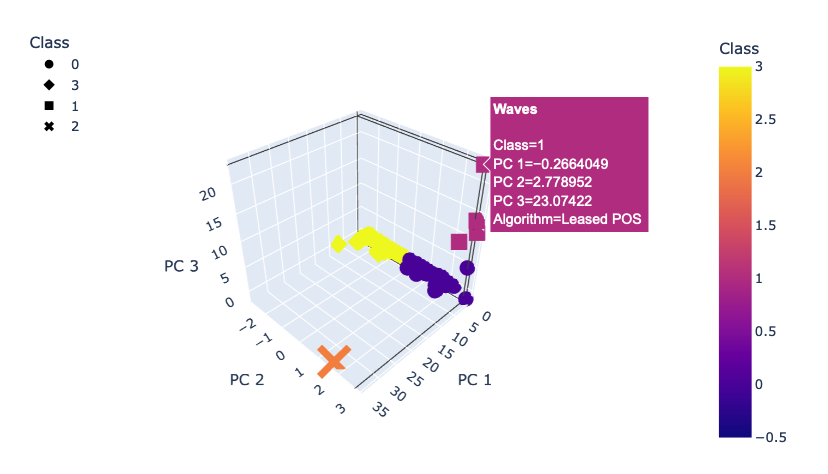 Class
0
3
1
2
Waves
Class=1
PC 1=−0.2664049
PC 2=2.778952
PC 3=23.07422
Algorithm=Leased POS
PC 3
20
15
10
5
0
PC 2
−2
−1
0
1
2
3
PC 1
0
5
10
15
20
25
30
35
Class
3
2.5
2
1.5
1
0.5
0
−0.5